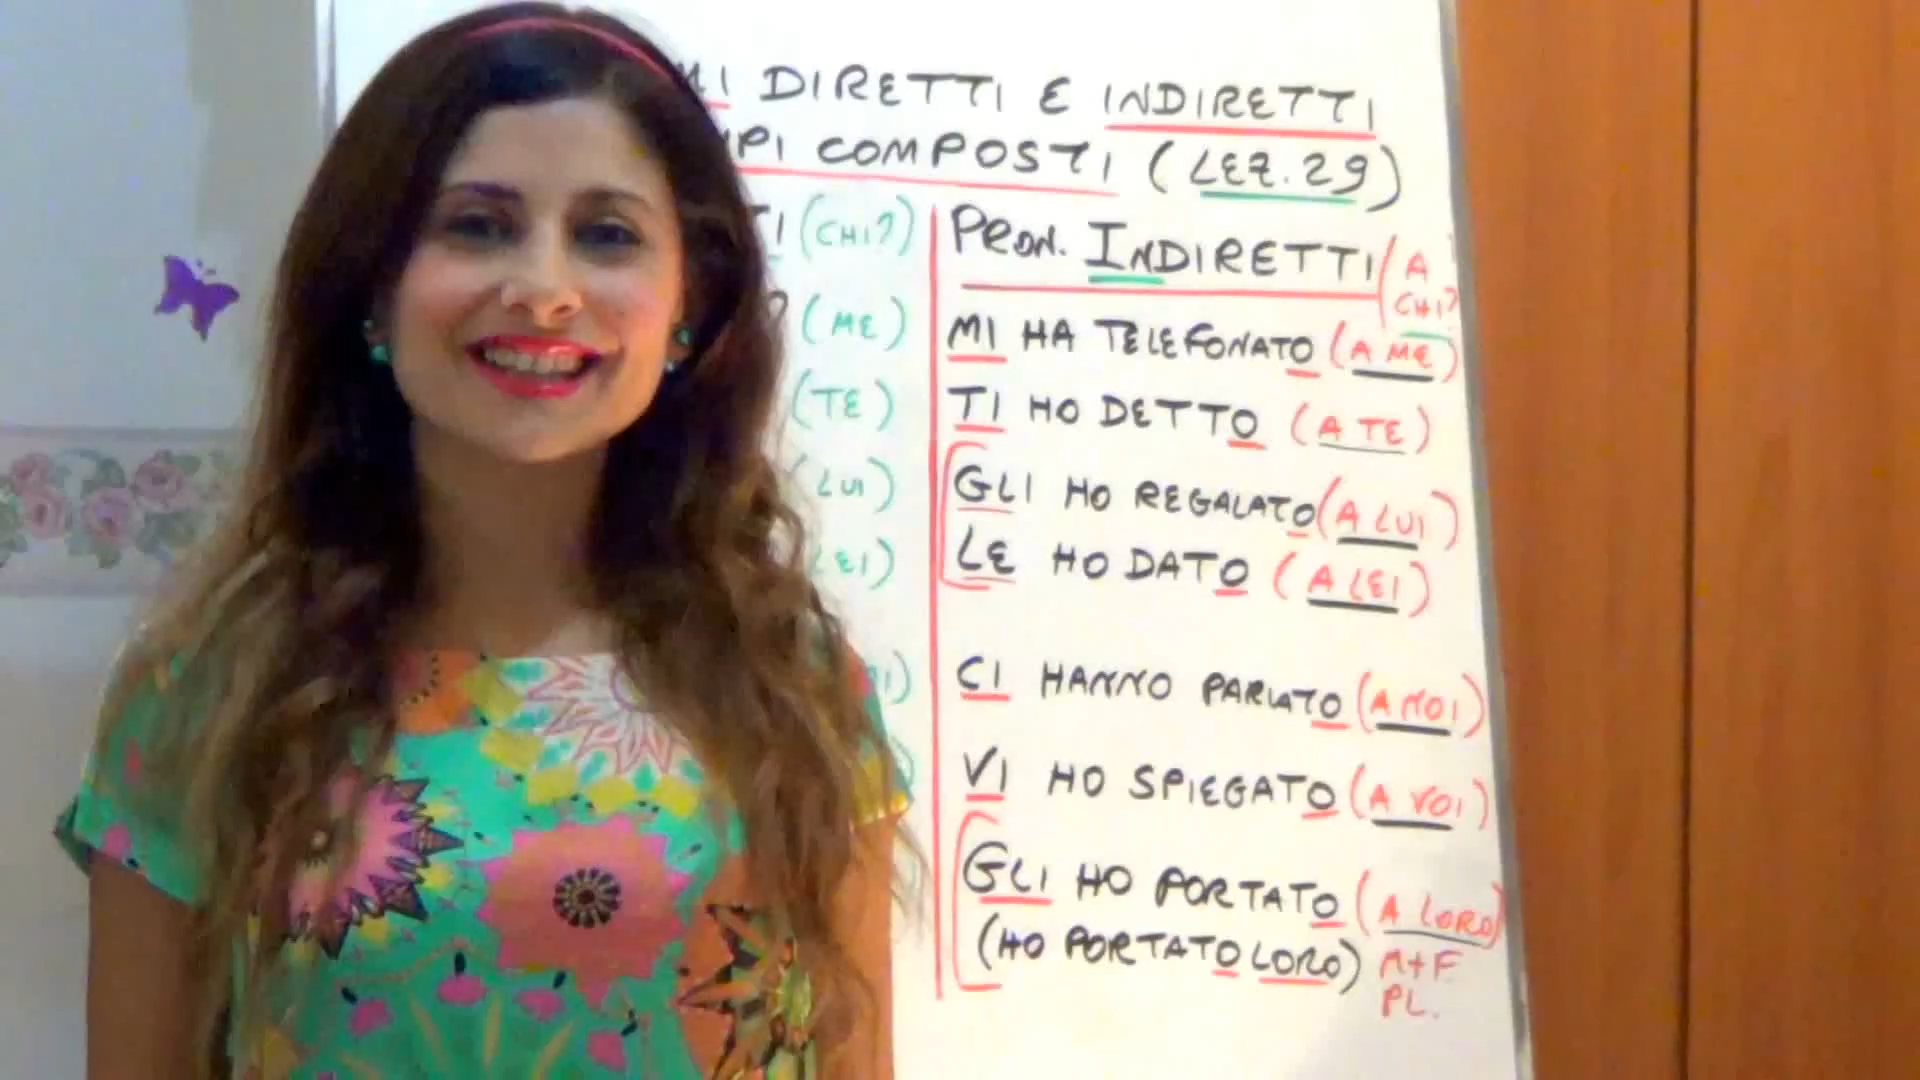 DIRETTI E INDIRETTI
COMPOSTI (LEZ. 29)
(CHI?)
(ME)
(TE)
LUI)
PRON. INDIRETTI (A CHI?)
MI HA TELEFONATO (A ME)
TI HO DETTO (A TE)
GLI HO REGALATO (A LUI)
LE HO DATO (A LEI)
CI HANNO PARLATO (A NOI)
VI HO SPIEGATO (A VOI)
GLI HO PORTATO (A LORO)
(HO PORTATO LORO) M+F
PL.